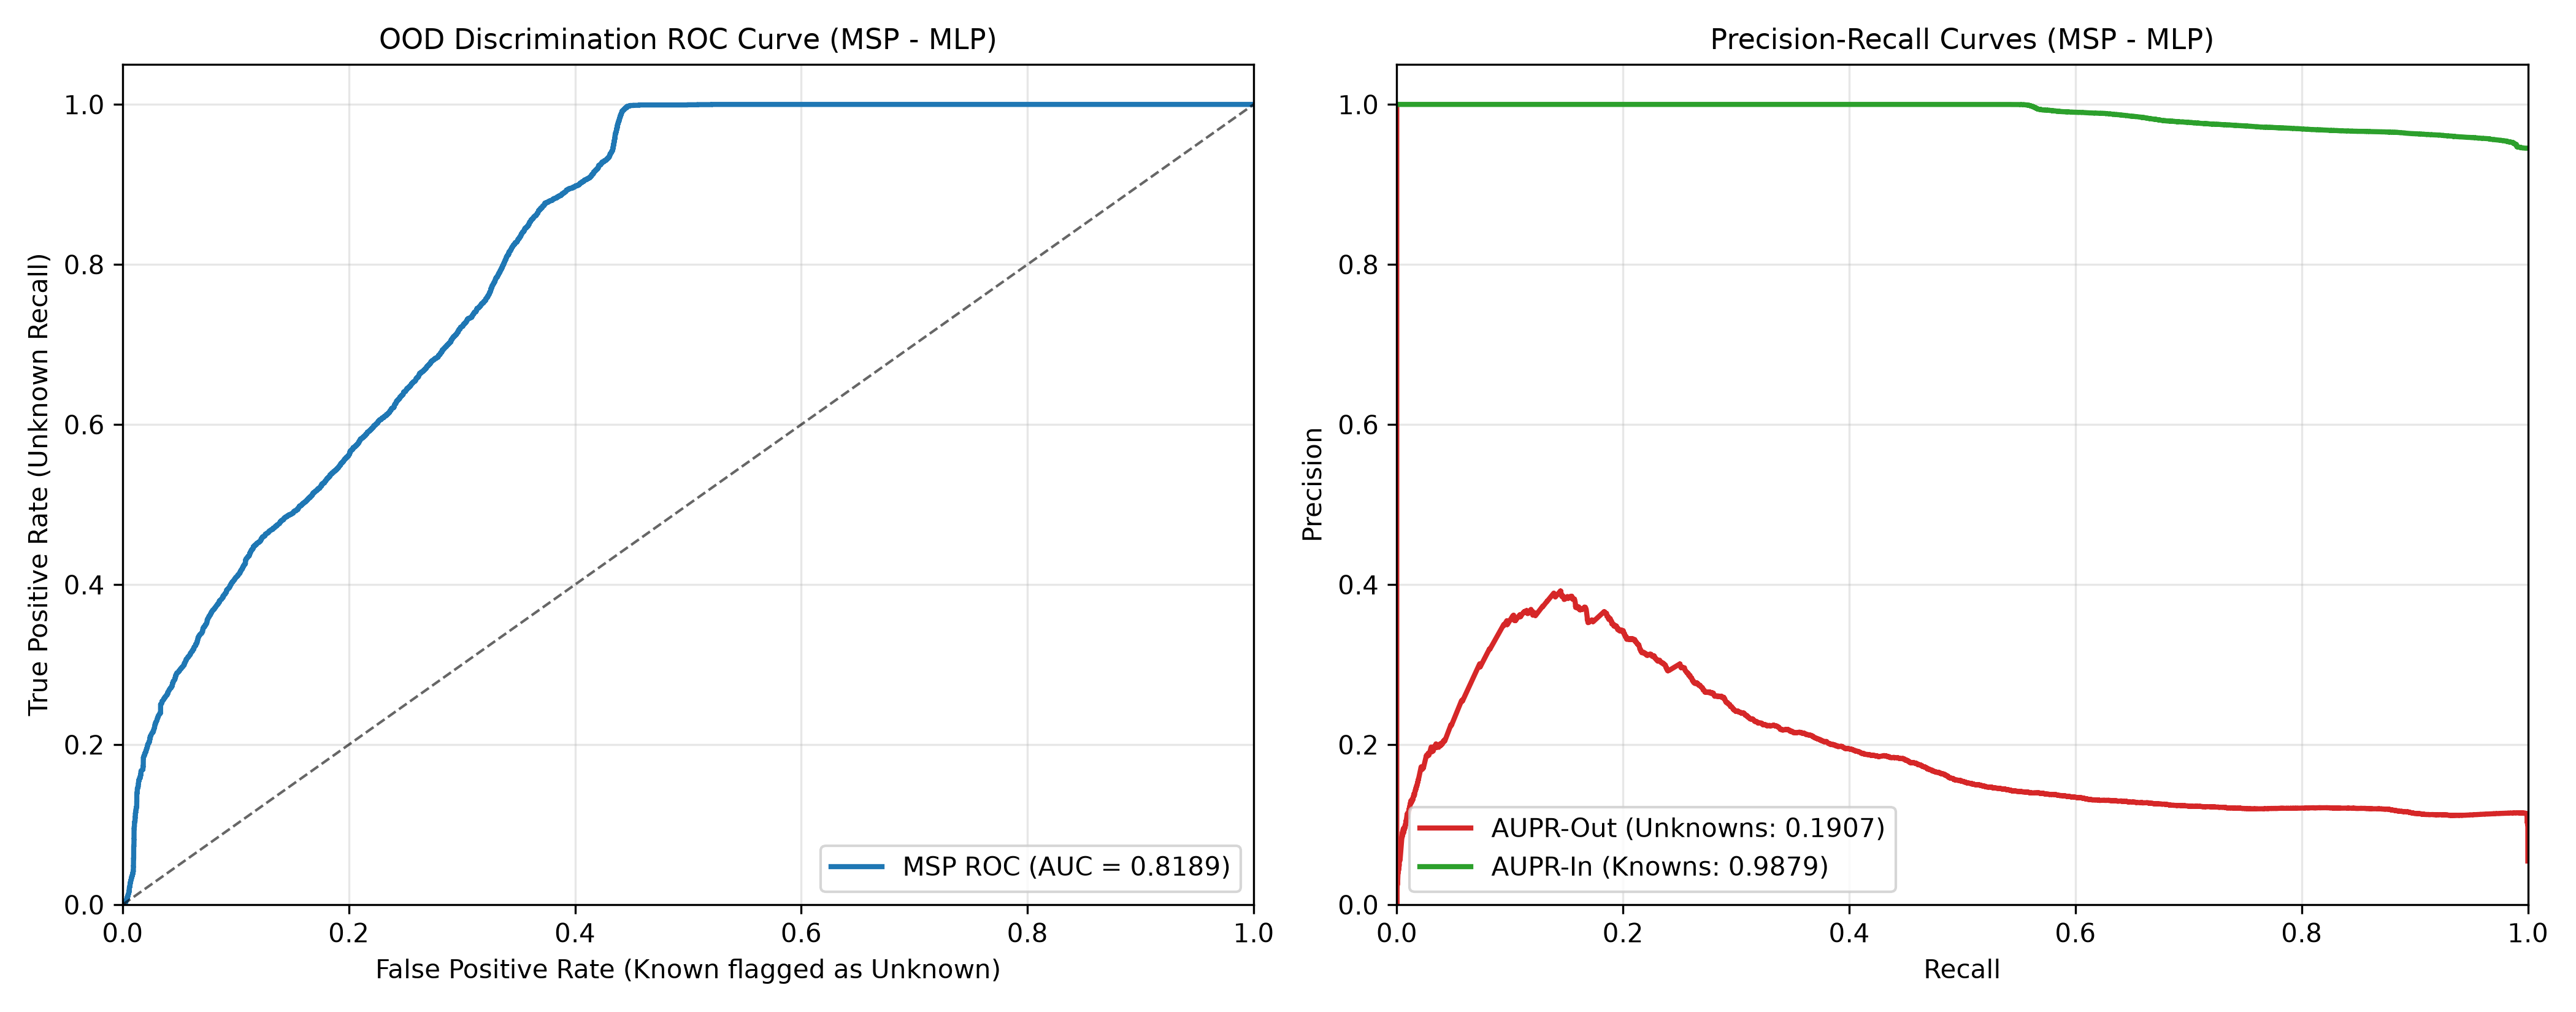 OOD Discrimination ROC Curve (MSP - MLP)
True Positive Rate (Unknown Recall)
1.0
0.8
0.6
0.4
0.2
0.0
0.0 0.2 0.4 0.6 0.8 1.0
False Positive Rate (Known flagged as Unknown)
MSP ROC (AUC = 0.8189)
Precision-Recall Curves (MSP - MLP)
Precision
1.0
0.8
0.6
0.4
0.2
0.0
0.0 0.2 0.4 0.6 0.8 1.0
Recall
AUPR-Out (Unknowns: 0.1907)
AUPR-In (Knowns: 0.9879)